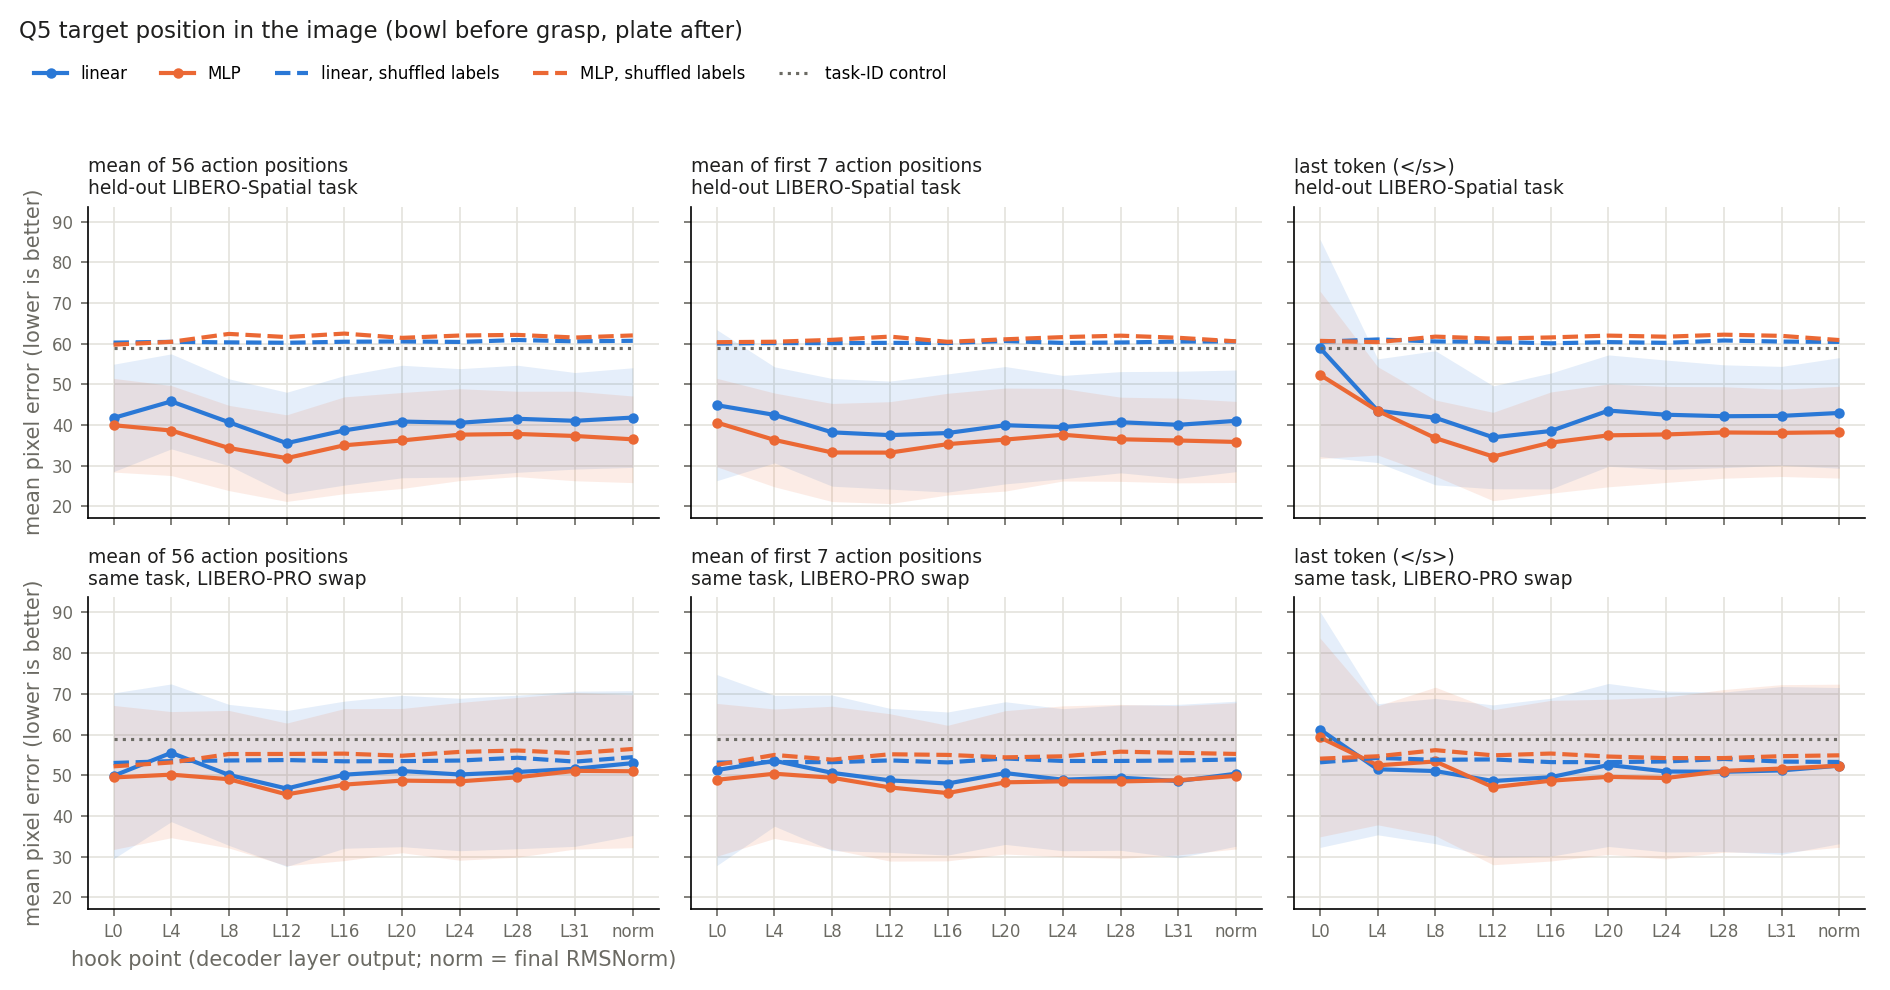 Q5 target position in the image (bowl before grasp, plate after)
linear MLP linear, shuffled labels MLP, shuffled labels task-ID control
mean of 56 action positions
held-out LIBERO-Spatial task
mean of first 7 action positions
held-out LIBERO-Spatial task
last token (</s>)
held-out LIBERO-Spatial task
mean pixel error (lower is better)
90
80
70
60
50
40
30
20
mean of 56 action positions
same task, LIBERO-PRO swap
mean of first 7 action positions
same task, LIBERO-PRO swap
last token (</s>)
same task, LIBERO-PRO swap
mean pixel error (lower is better)
90
80
70
60
50
40
30
20
L0 L4 L8 L12 L16 L20 L24 L28 L31 norm
L0 L4 L8 L12 L16 L20 L24 L28 L31 norm
L0 L4 L8 L12 L16 L20 L24 L28 L31 norm
hook point (decoder layer output; norm = final RMSNorm)